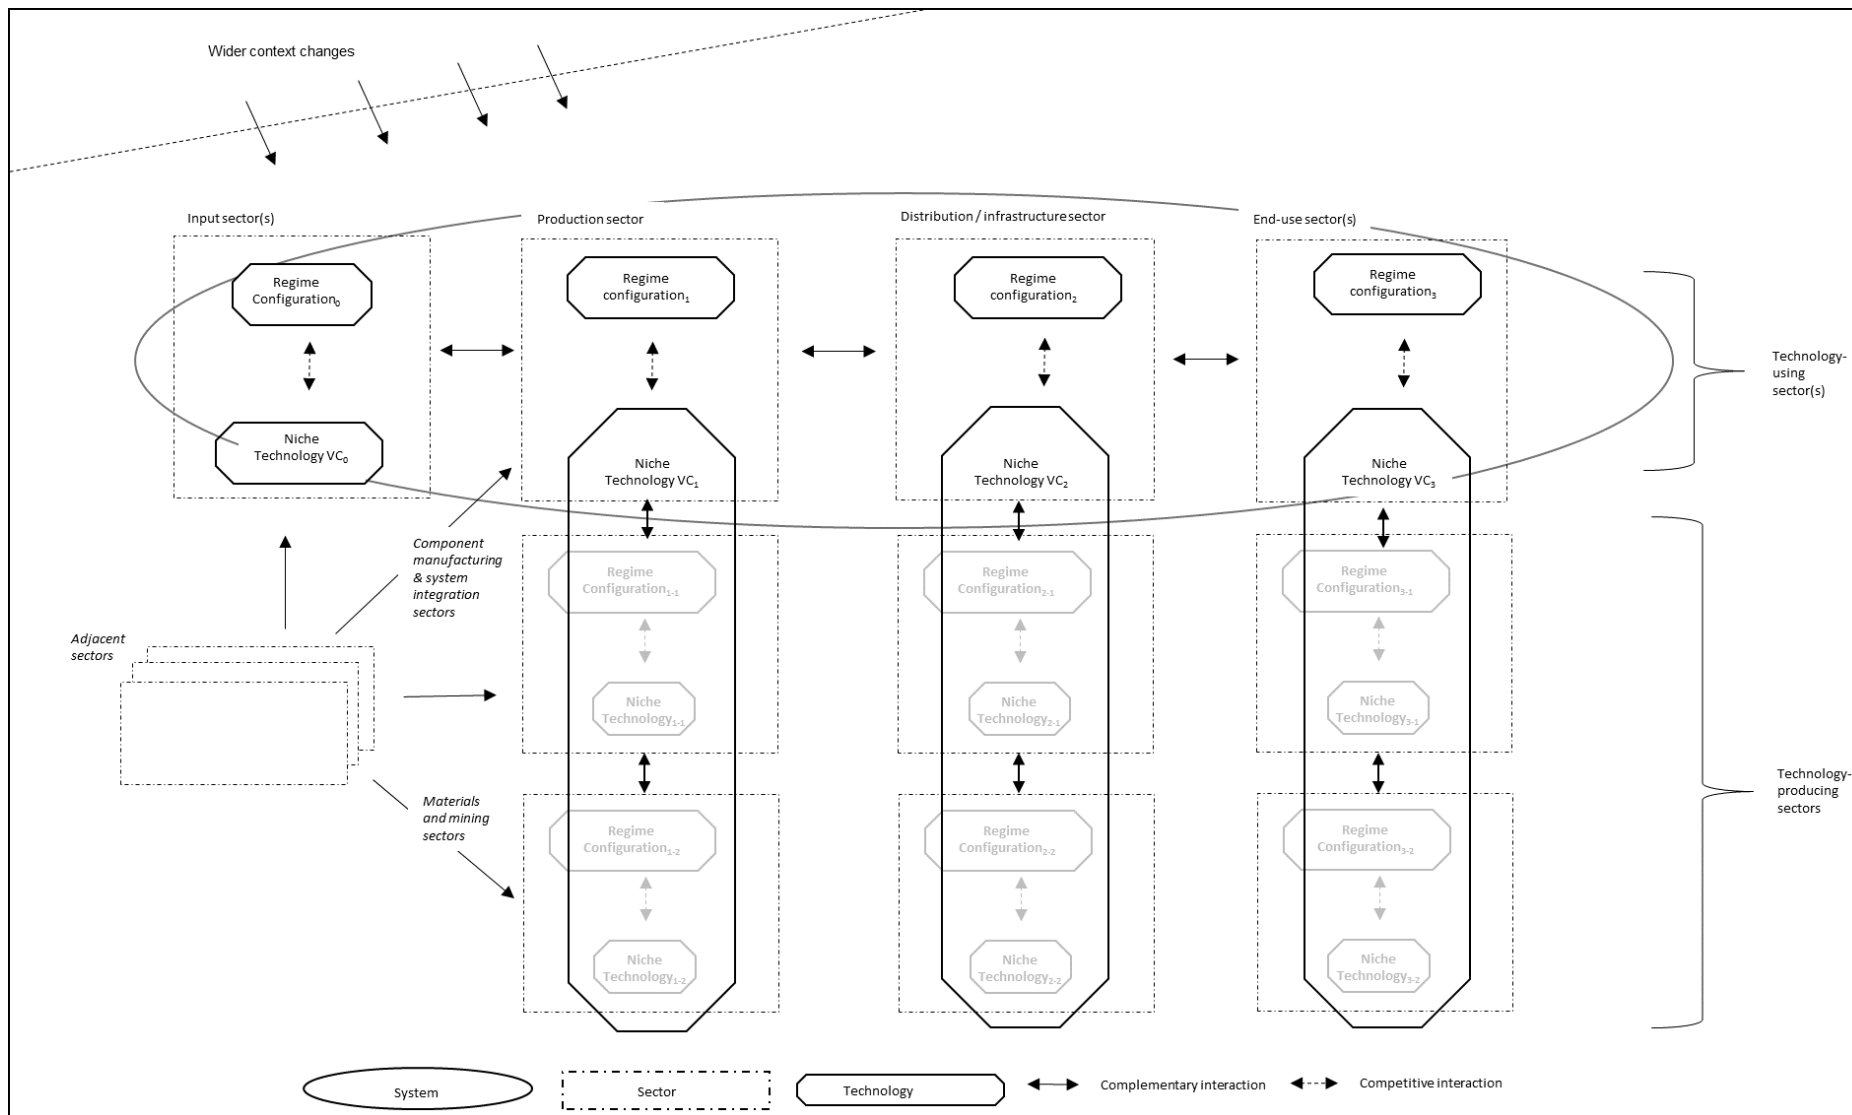 Wider context changes
Input sector(s)
Production sector
Distribution / infrastructure sector
End-use sector(s)
Regime
Configuration₀
Regime
configuration₁
Regime
configuration₂
Regime
configuration₃
Technology-
using
sector(s)
Niche
Technology VC₀
Niche
Technology VC₁
Niche
Technology VC₂
Niche
Technology VC₃
Component
manufacturing
& system
integration
sectors
Regime
Configuration₁₋₁
Regime
Configuration₂₋₁
Regime
Configuration₃₋₁
Adjacent
sectors
Niche
Technology₁₋₁
Niche
Technology₂₋₁
Niche
Technology₃₋₁
Technology-
producing
sectors
Materials
and mining
sectors
Regime
Configuration₁₋₂
Regime
Configuration₂₋₂
Regime
Configuration₃₋₂
Niche
Technology₁₋₂
Niche
Technology₂₋₂
Niche
Technology₃₋₂
System
Sector
Technology
Complementary interaction
Competitive interaction